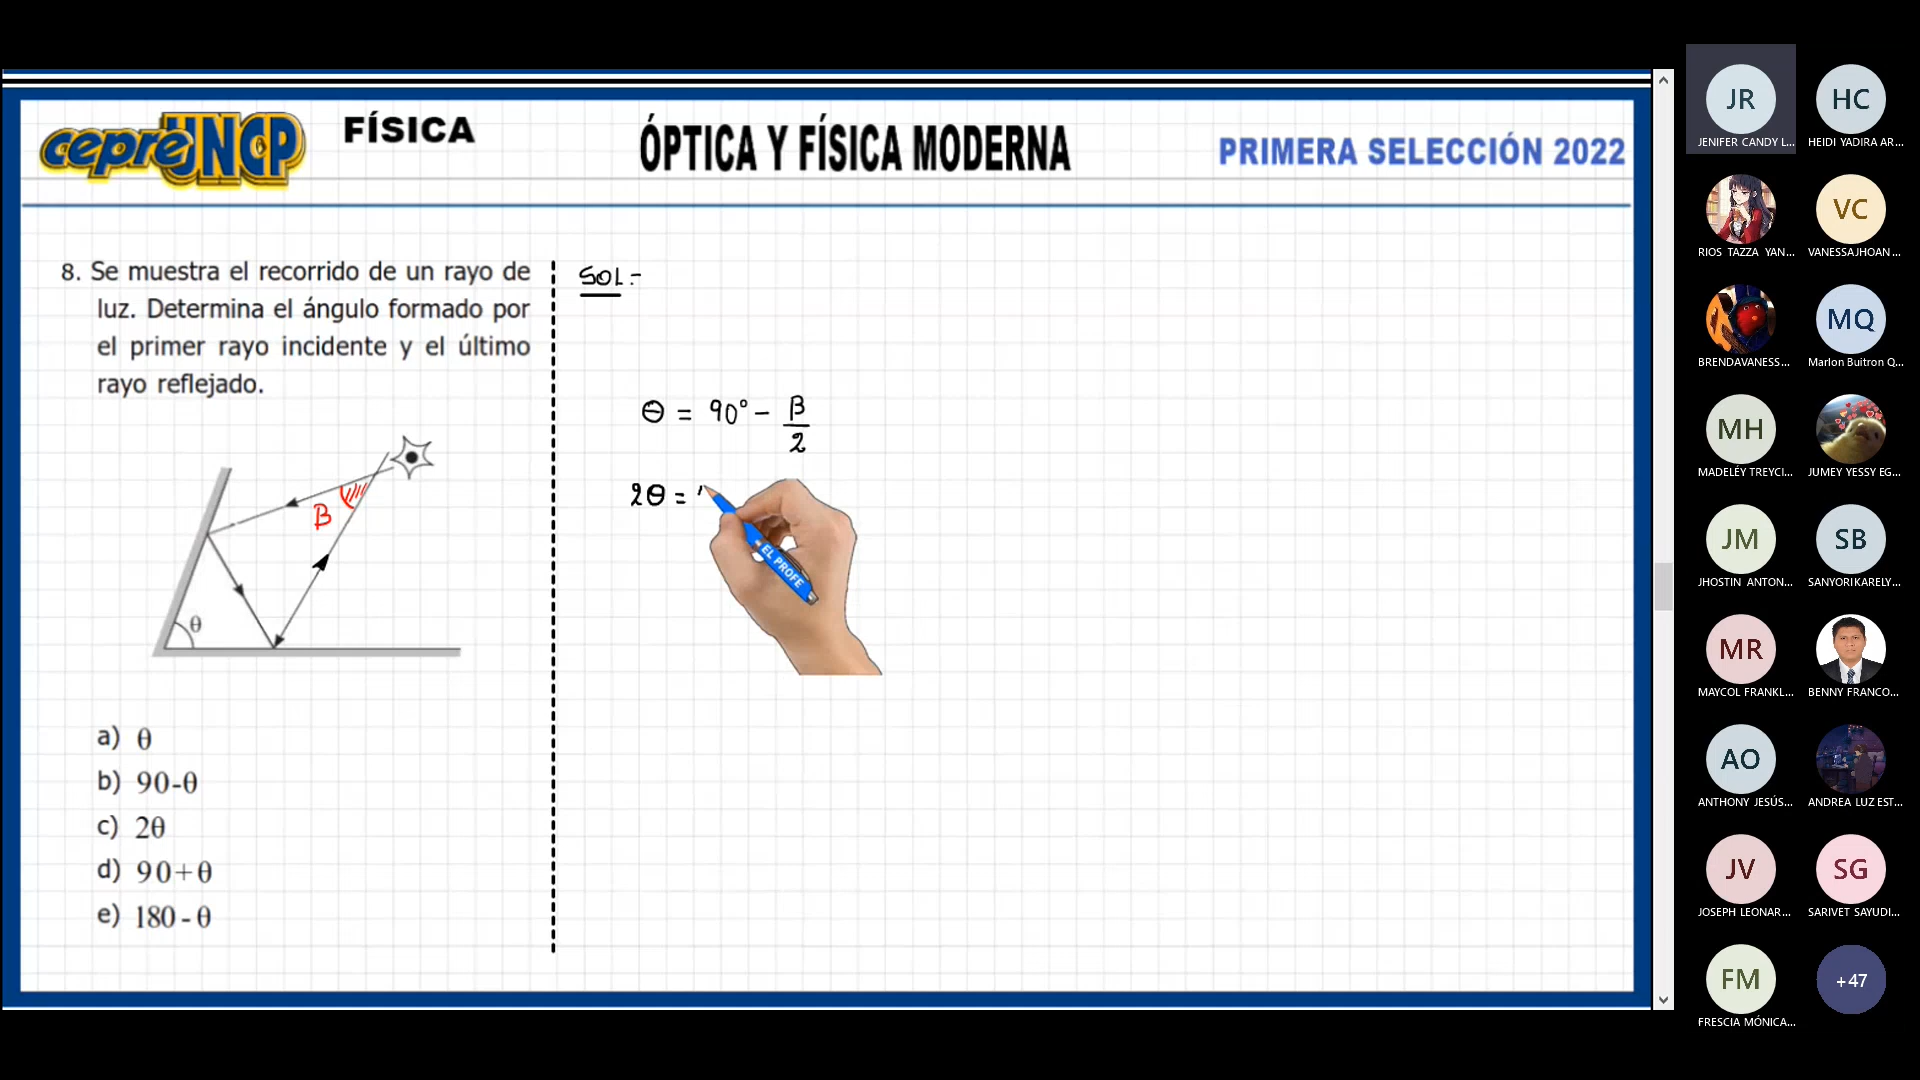 cepre UNCP
FÍSICA
ÓPTICA Y FÍSICA MODERNA
PRIMERA SELECCIÓN 2022
8. Se muestra el recorrido de un rayo de
luz. Determina el ángulo formado por
el primer rayo incidente y el último
rayo reflejado.
B
θ
a) θ
b) 90-θ
c) 2θ
d) 90+θ
e) 180-θ
SOL:
θ = 90° - β/2
2θ =
EL PROFE
JR
JENIFER CANDY L...
HC
HEIDI YADIRA AR...
RIOS TAZZA YAN...
VC
VANESSAJHOAN...
BRENDAVANESS...
MQ
Marlon Buitron Q...
MH
MADELÉY TREYCI...
JUMEY YESSY EG...
JM
JHOSTIN ANTON...
SB
SANYORIKARELY...
MR
MAYCOL FRANKL...
BENNY FRANCO...
AO
ANTHONY JESÚS...
ANDREA LUZ EST...
JV
JOSEPH LEONAR...
SG
SARIVET SAYUDI...
FM
FRESCIA MÓNICA...
+47